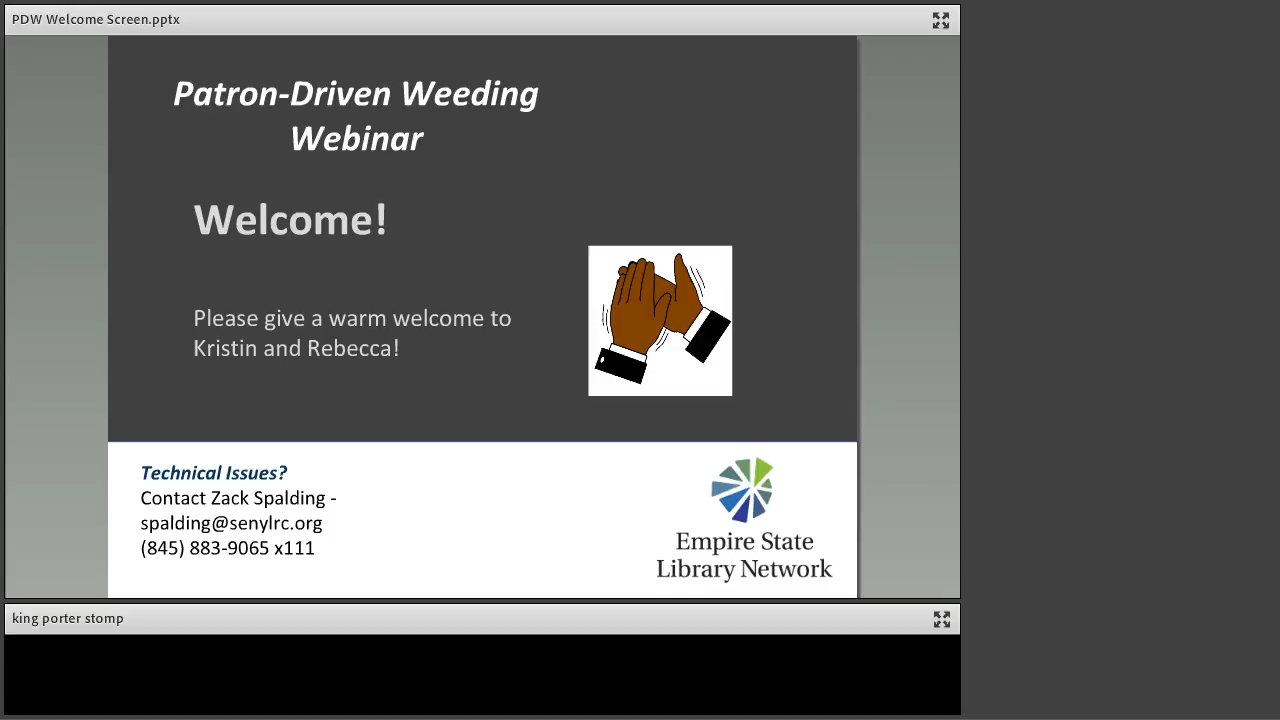 PDW Welcome Screen.pptx
Patron-Driven Weeding
Webinar
Welcome!
Please give a warm welcome to
Kristin and Rebecca!
Technical Issues?
Contact Zack Spalding -
spalding@senylrc.org
(845) 883-9065 x111
Empire State
Library Network
king porter stomp